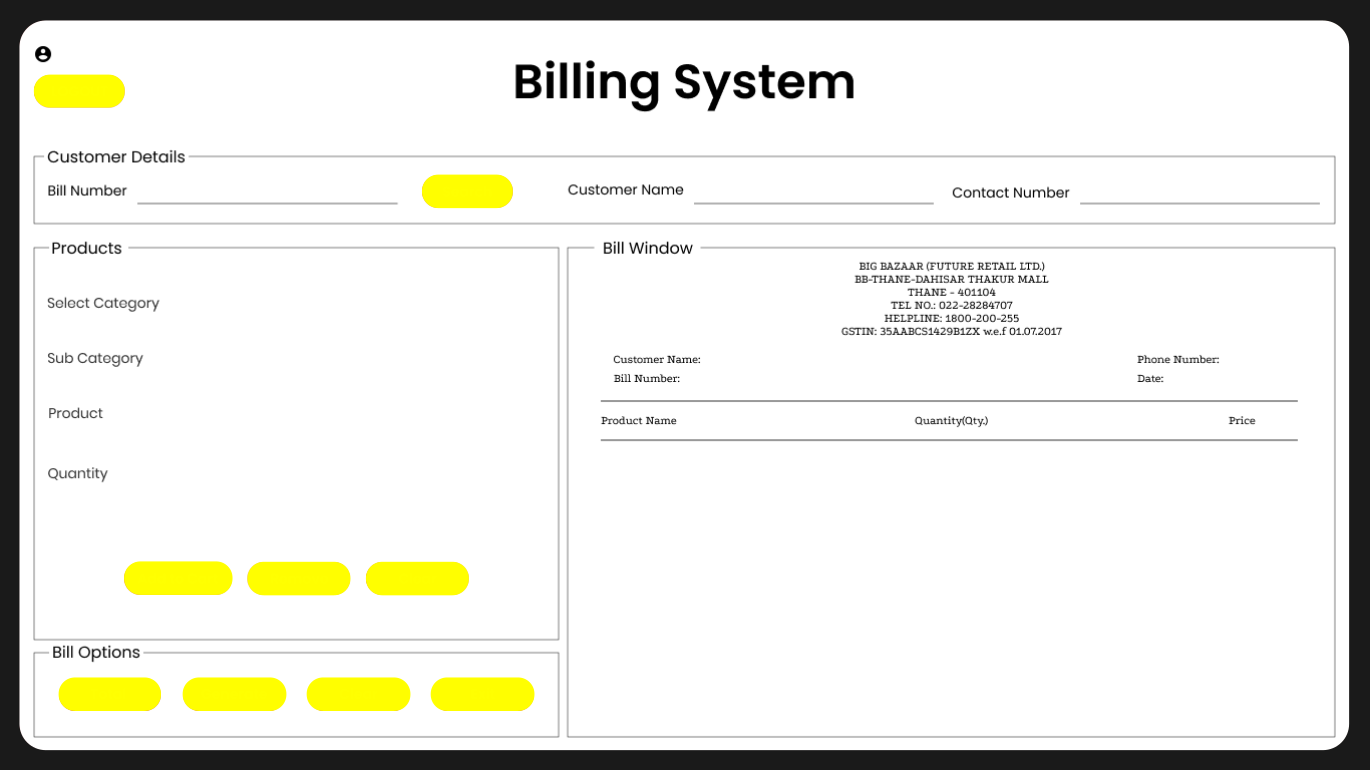 Billing System
Customer Details
Bill Number
Customer Name
Contact Number
Products
Select Category
Sub Category
Product
Quantity
Bill Options
Bill Window
BIG BAZAAR (FUTURE RETAIL LTD.)
BB-THANE-DAHISAR THAKUR MALL
THANE - 401104
TEL NO.: 022-28284707
HELPLINE: 1800-200-255
GSTIN: 35AABCS1429B1ZX w.e.f 01.07.2017
Customer Name:
Phone Number:
Bill Number:
Date:
Product Name
Quantity(Qty.)
Price